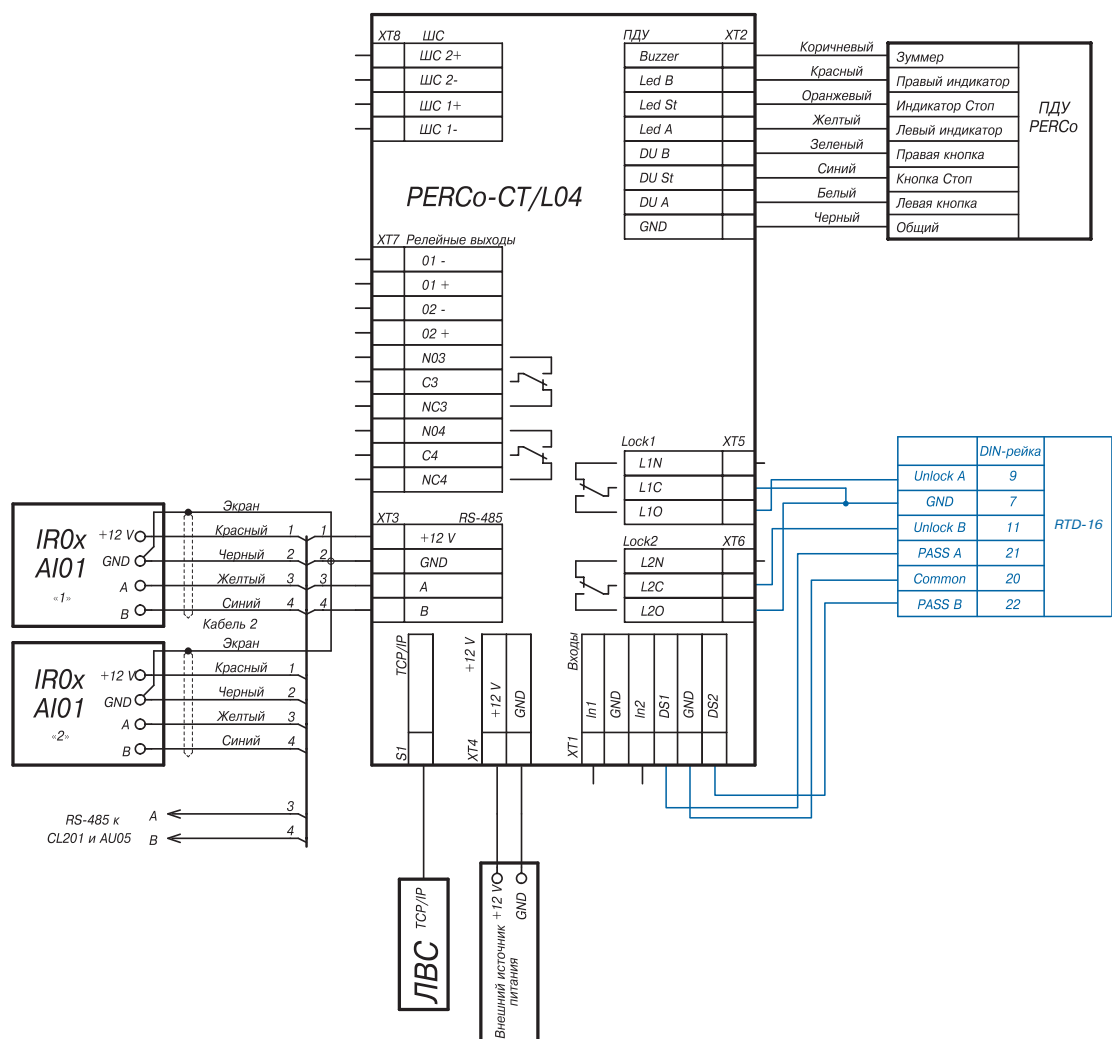 XT8 ШС
ШС 2+
ШС 2-
ШС 1+
ШС 1-
ПДУ XT2
Buzzer
Led B
Led St
Led A
DU B
DU St
DU A
GND
Коричневый
Красный
Оранжевый
Желтый
Зеленый
Синий
Белый
Черный
Зуммер
Правый индикатор
Индикатор Стоп
Левый индикатор
Правая кнопка
Кнопка Стоп
Левая кнопка
Общий
ПДУ
PERCo
PERCo-CT/L04
XT7 Релейные выходы
01 -
01 +
02 -
02 +
N03
C3
NC3
N04
C4
NC4
Lock1 XT5
L1N
L1C
L1O
Lock2 XT6
L2N
L2C
L2O
DIN-рейка
Unlock A 9
GND 7
Unlock B 11
PASS A 21
Common 20
PASS B 22
RTD-16
XT3 RS-485
+12 V
GND
A
B
IR0x
AI01
«1»
+12 V
GND
A
B
Экран
Красный 1 1
Черный 2 2
Желтый 3 3
Синий 4 4
Кабель 2
IR0x
AI01
«2»
+12 V
GND
A
B
Экран
Красный 1
Черный 2
Желтый 3
Синий 4
RS-485 к
CL201 и AU05
A 3
B 4
TCP/IP
S1
+12 V
+12 V
GND
XT4
Входы
In1
GND
In2
DS1
GND
DS2
XT1
ЛВС TCP/IP
Внешний источник
питания
+12 V
GND